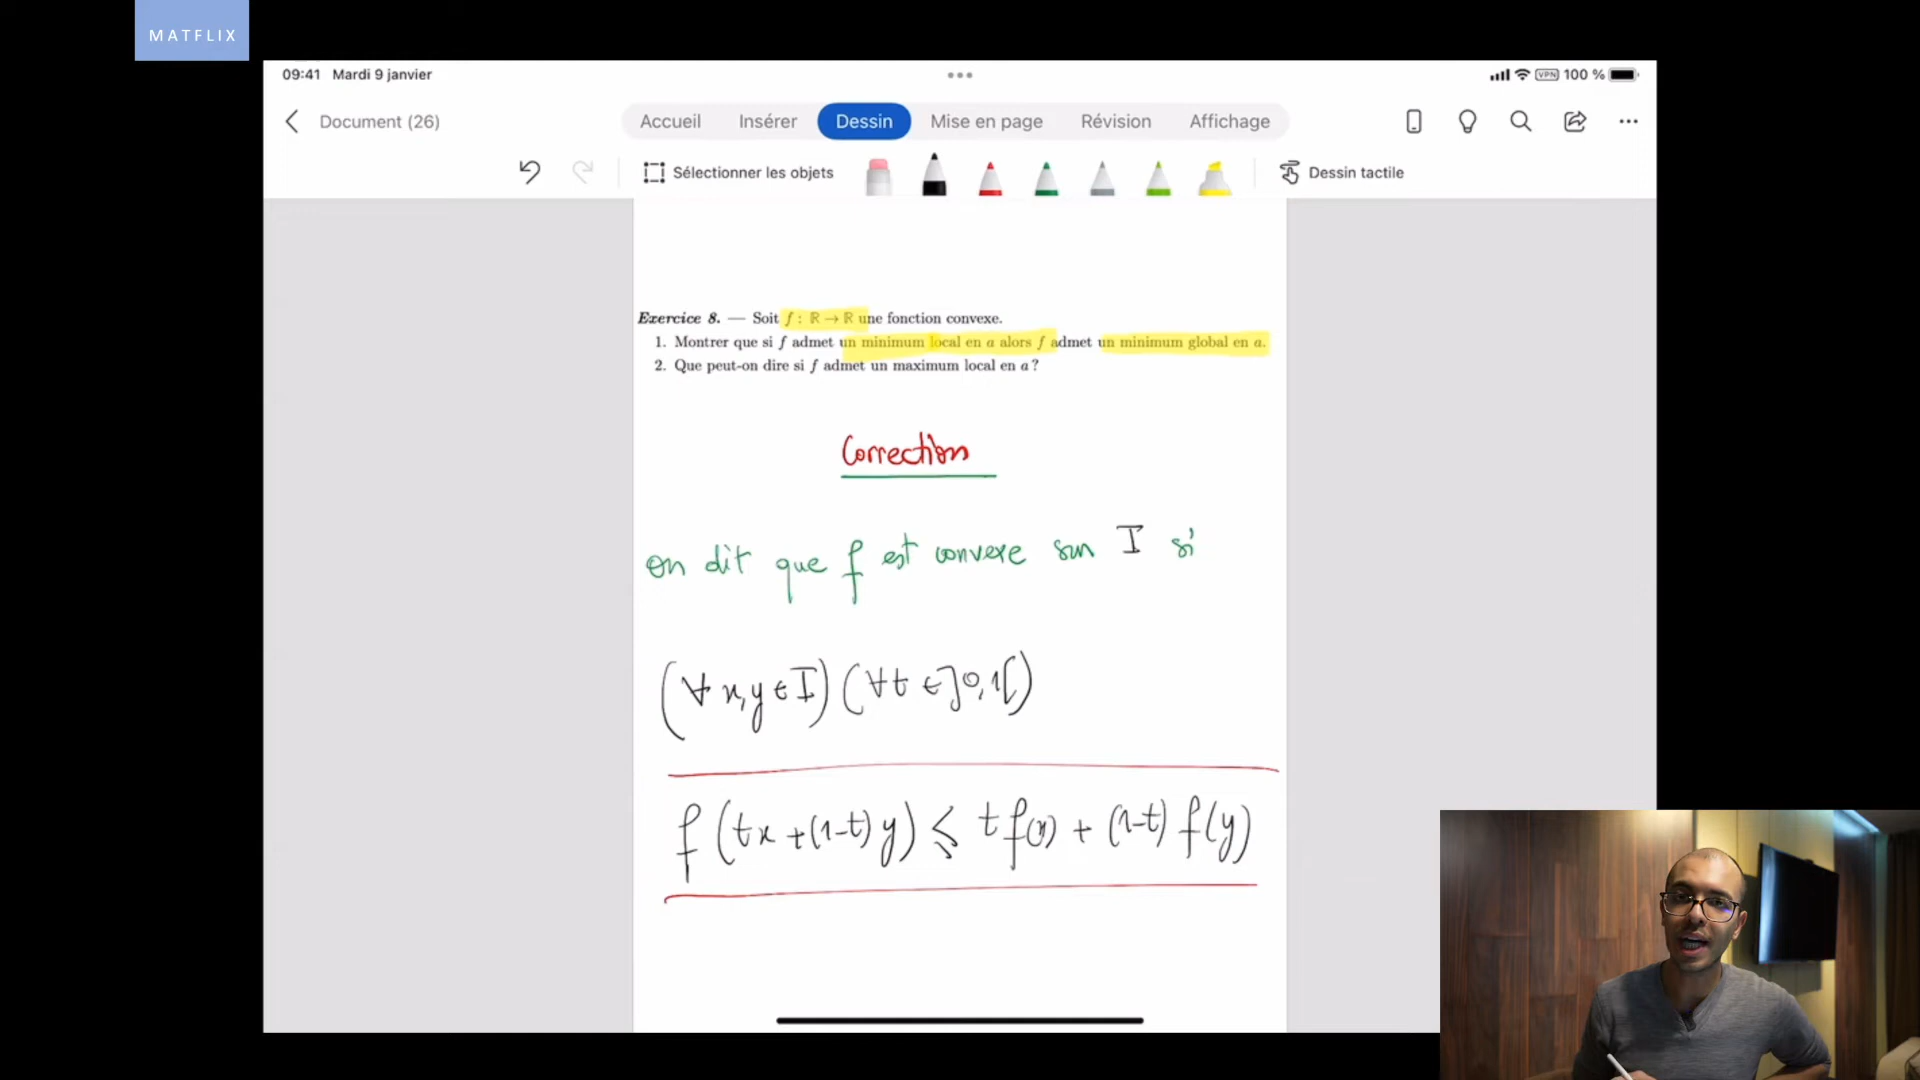 MATFLIX
09:41 Mardi 9 janvier
VPN 100 %
Document (26)
Accueil Insérer Dessin Mise en page Révision Affichage
Sélectionner les objets
Dessin tactile
Exercice 8. — Soit f : ℝ → ℝ une fonction convexe.
1. Montrer que si f admet un minimum local en a alors f admet un minimum global en a.
2. Que peut-on dire si f admet un maximum local en a ?
Correction
on dit que f est convexe sur I si
(∀ x,y ∈ I) (∀ t ∈ ]0,1[)
f (tx + (1-t) y) ⩽ t f(x) + (1-t) f(y)